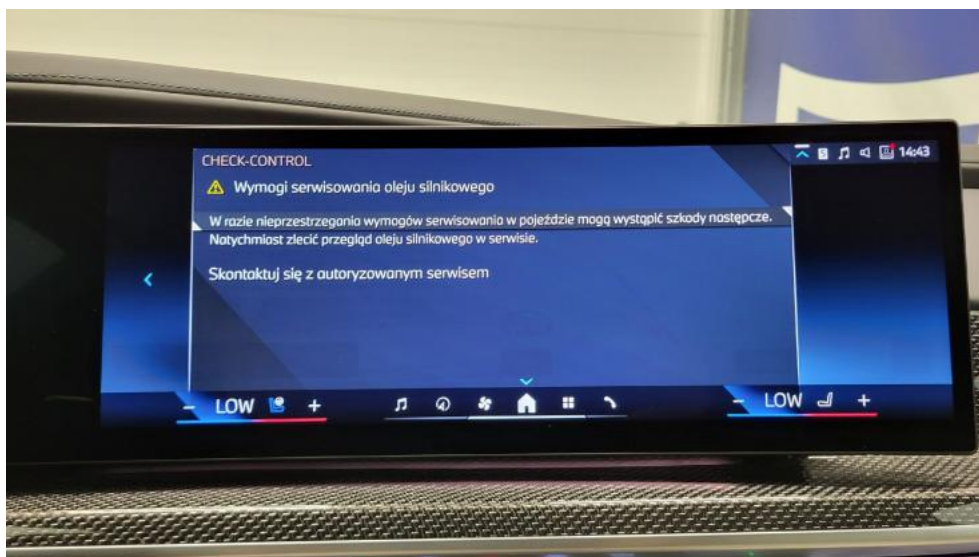 CHECK-CONTROL
14:43
Wymogi serwisowania oleju silnikowego
W razie nieprzestrzegania wymogów serwisowania w pojeździe mogą wystąpić szkody następcze.
Natychmiast zlecić przegląd oleju silnikowego w serwisie.
Skontaktuj się z autoryzowanym serwisem
- LOW +
- LOW +